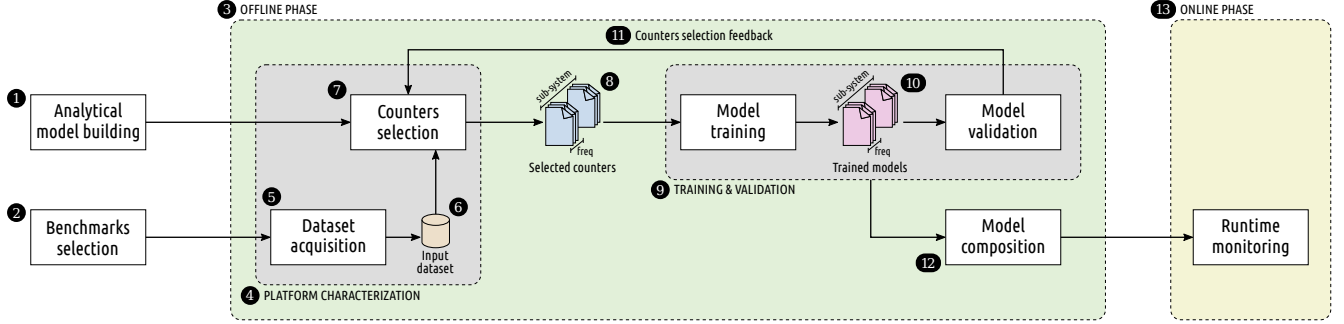 3 OFFLINE PHASE
13 ONLINE PHASE
11 Counters selection feedback
1
Analytical
model building
7
Counters
selection
sub-system
8
freq
Selected counters
Model
training
sub-system
10
freq
Trained models
Model
validation
9 TRAINING & VALIDATION
2
Benchmarks
selection
5
Dataset
acquisition
6
Input
dataset
4 PLATFORM CHARACTERIZATION
12
Model
composition
Runtime
monitoring